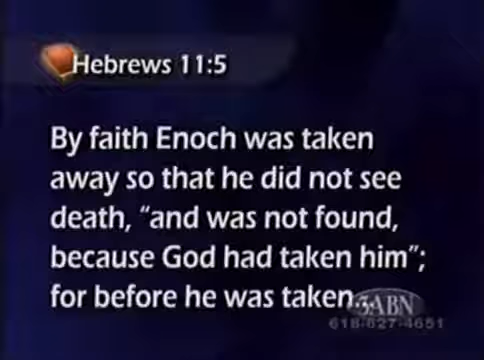 Hebrews 11:5
By faith Enoch was taken
away so that he did not see
death, “and was not found,
because God had taken him”;
for before he was taken...
3ABN
618-627-4651